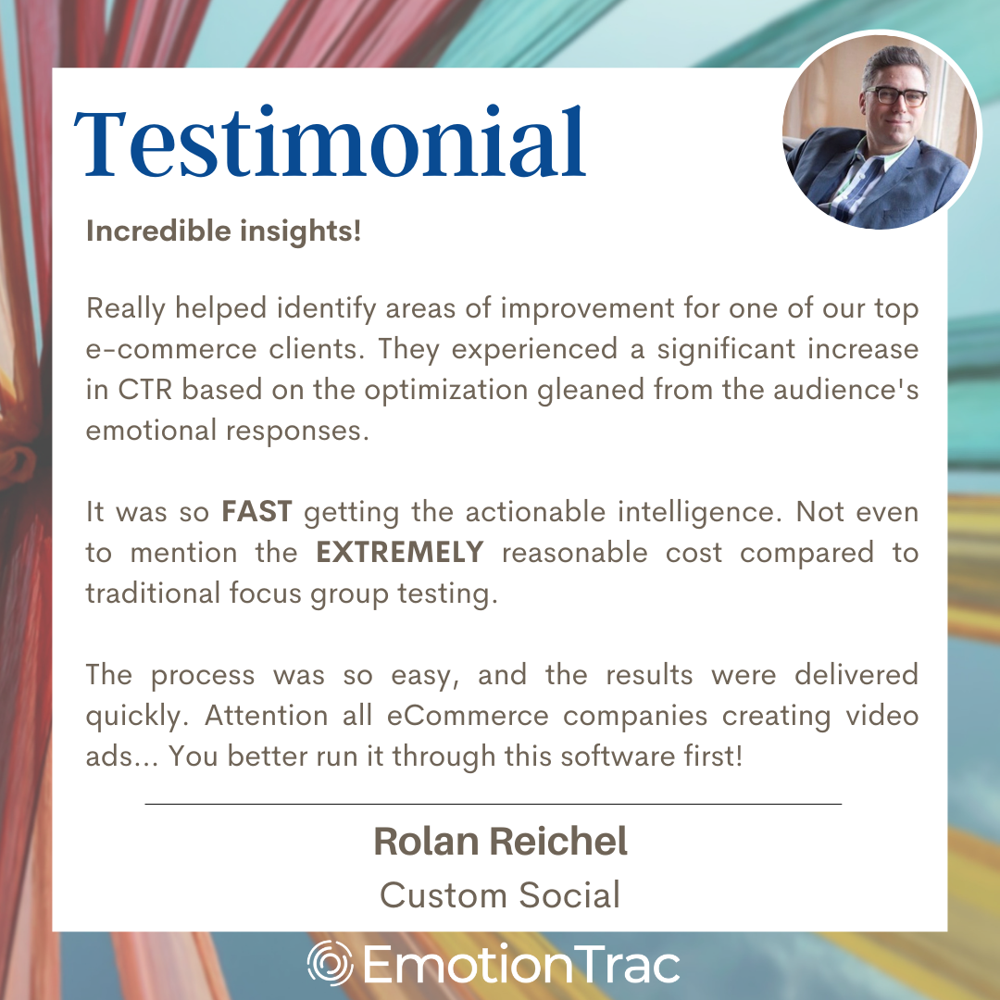 Testimonial
Incredible insights!
Really helped identify areas of improvement for one of our top
e-commerce clients. They experienced a significant increase
in CTR based on the optimization gleaned from the audience's
emotional responses.
It was so FAST getting the actionable intelligence. Not even
to mention the EXTREMELY reasonable cost compared to
traditional focus group testing.
The process was so easy, and the results were delivered
quickly. Attention all eCommerce companies creating video
ads... You better run it through this software first!
Rolan Reichel
Custom Social
EmotionTrac